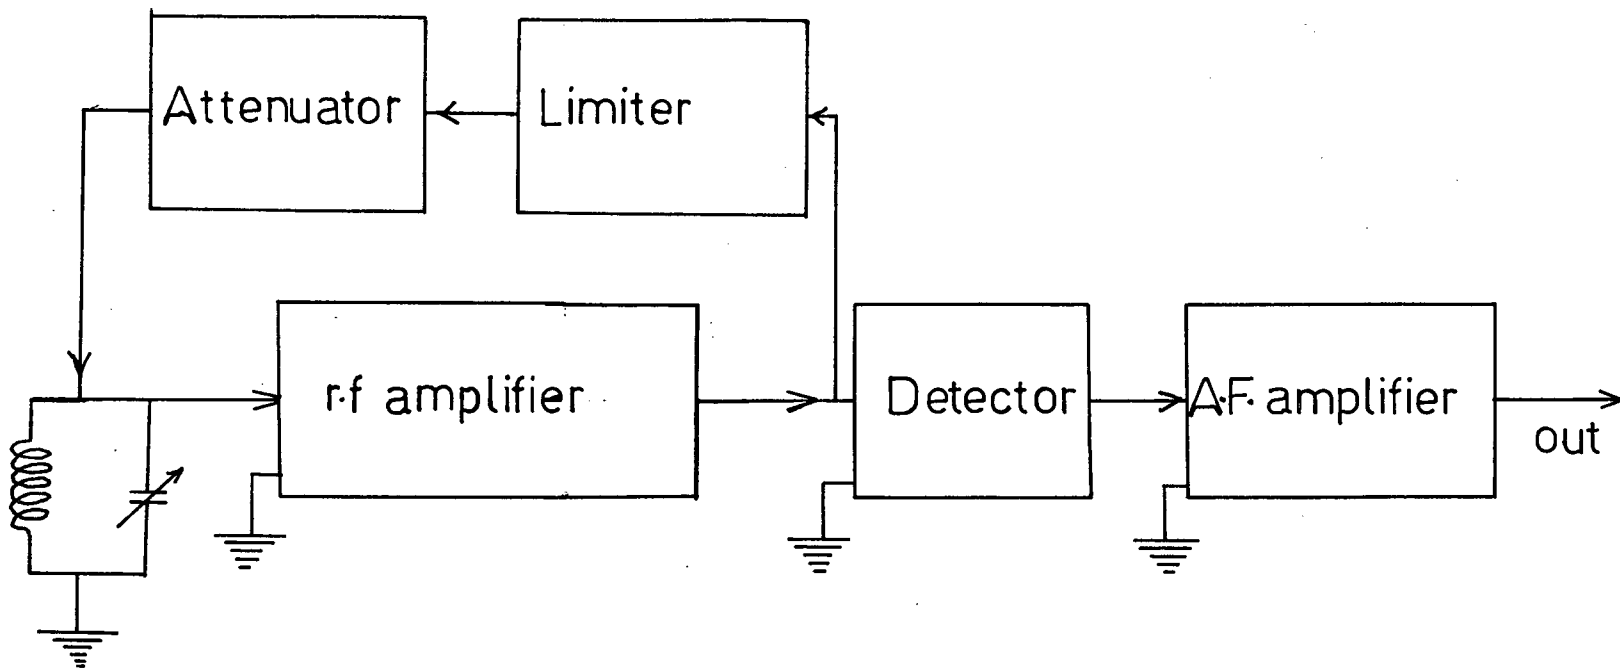 Attenuator
Limiter
r.f amplifier
Detector
A.F. amplifier
out